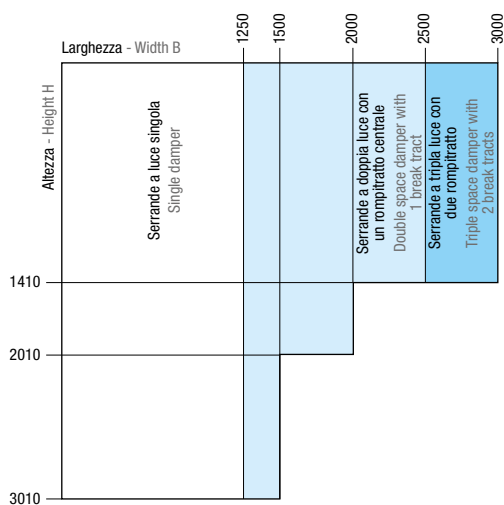 1250
1500
2000
2500
3000
Larghezza - Width B
Altezza - Height H
Serrande a luce singola
Single damper
Serrande a doppia luce con
un rompitratto centrale
Double space damper with
1 break tract
Serrande a tripla luce con
due rompitratto
Triple space damper with
2 break tracts
1410
2010
3010